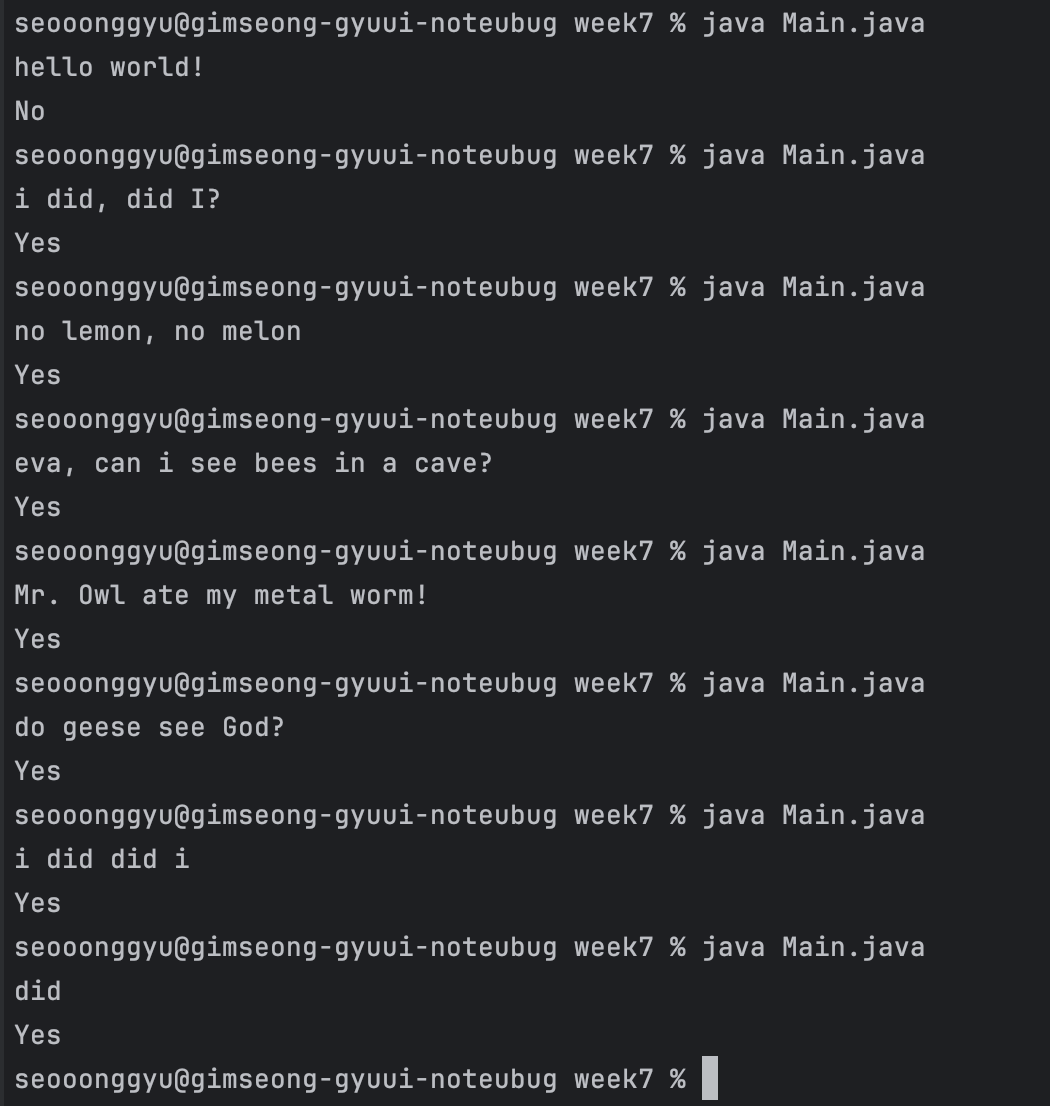 seooonggyu@gimseong-gyuui-noteubug week7 % java Main.java
hello world!
No
seooonggyu@gimseong-gyuui-noteubug week7 % java Main.java
i did, did I?
Yes
seooonggyu@gimseong-gyuui-noteubug week7 % java Main.java
no lemon, no melon
Yes
seooonggyu@gimseong-gyuui-noteubug week7 % java Main.java
eva, can i see bees in a cave?
Yes
seooonggyu@gimseong-gyuui-noteubug week7 % java Main.java
Mr. Owl ate my metal worm!
Yes
seooonggyu@gimseong-gyuui-noteubug week7 % java Main.java
do geese see God?
Yes
seooonggyu@gimseong-gyuui-noteubug week7 % java Main.java
i did did i
Yes
seooonggyu@gimseong-gyuui-noteubug week7 % java Main.java
did
Yes
seooonggyu@gimseong-gyuui-noteubug week7 %